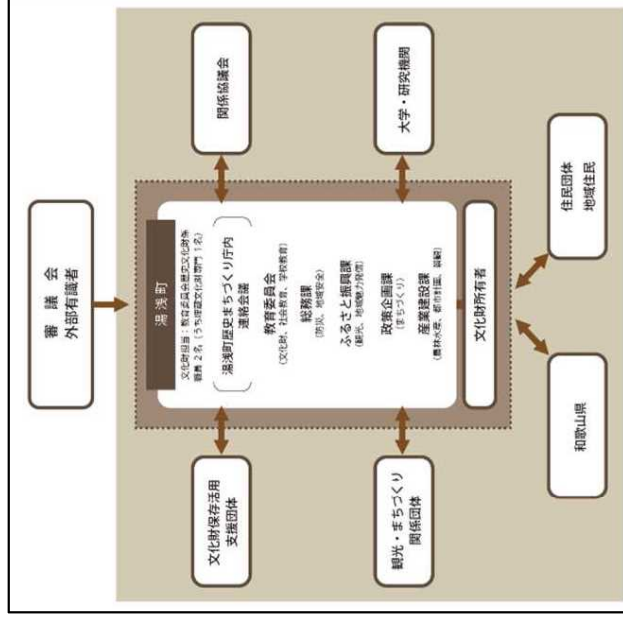 審議会
外部有識者
湯浅町
文化財担当：教育委員会歴史文化財係
職員2名（うち埋蔵文化財専門1名）
湯浅町歴史まちづくり庁内
連絡会議
教育委員会
（文化財、社会教育、学校教育）
総務課
（防災、地域安全）
ふるさと振興課
（観光、地域魅力発信）
政策企画課
（まちづくり）
産業建設課
（農林水産、都市計画、景観）
文化財所有者
文化財保存活用
支援団体
関係協議会
観光・まちづくり
関係団体
大学・研究機関
和歌山県
住民団体
地域住民